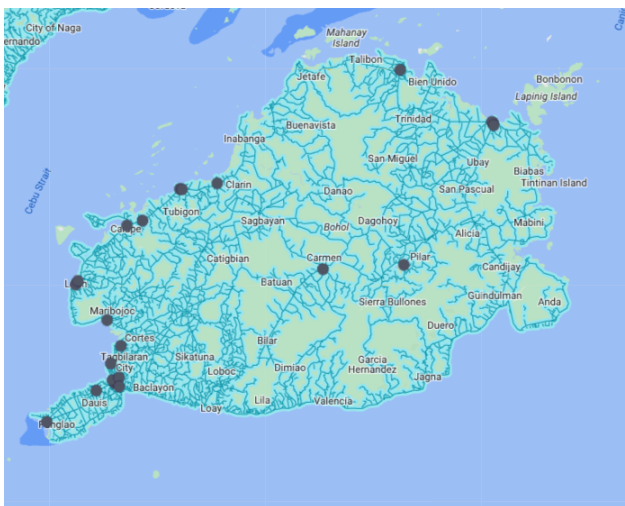 City of Naga
ernando
Mahanay
Island
Talibon
Jetafe
Bien Unido
Bonbonon
Lapinig Island
Buenavista
Trinidad
Inabanga
San Miguel
Ubay
Biabas
Tintinan Island
Clarin
Danao
San Pascual
Cebu Strait
Tubigon
Sagbayan
Bohol
Dagohoy
Mabini
Alicia
Catigbian
Carmen
Pilar
Candijay
Batuan
Sierra Bullones
Guindulman
Anda
Maribojoc
Duero
Cortes
Bilar
Tagbilaran
City
Sikatuna
Loboc
Dimiao
Garcia
Hernandez
Jagna
Baclayon
Dauis
Loay
Lila
Valencia